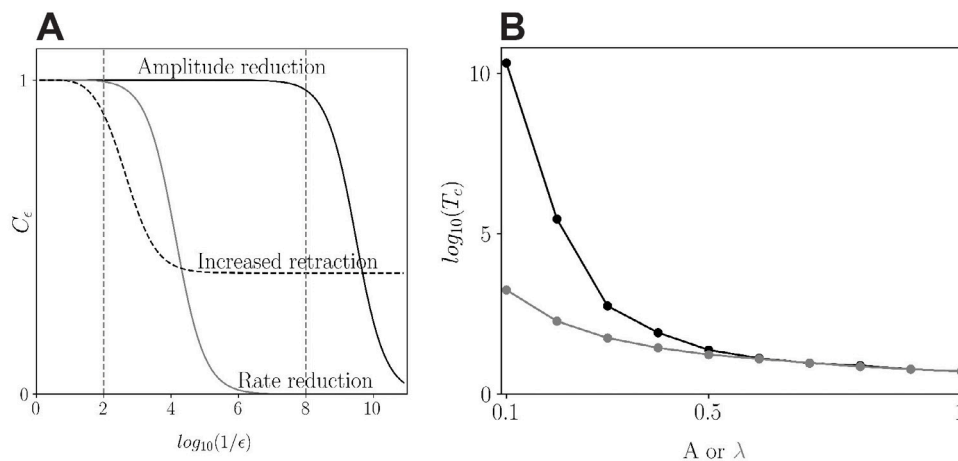 A
B
1
0
C_ϵ
Amplitude reduction
Increased retraction
Rate reduction
0
2
4
6
8
10
log₁₀(1/ϵ)
10
5
0
log₁₀(T_c)
0.1
0.5
1
A or λ